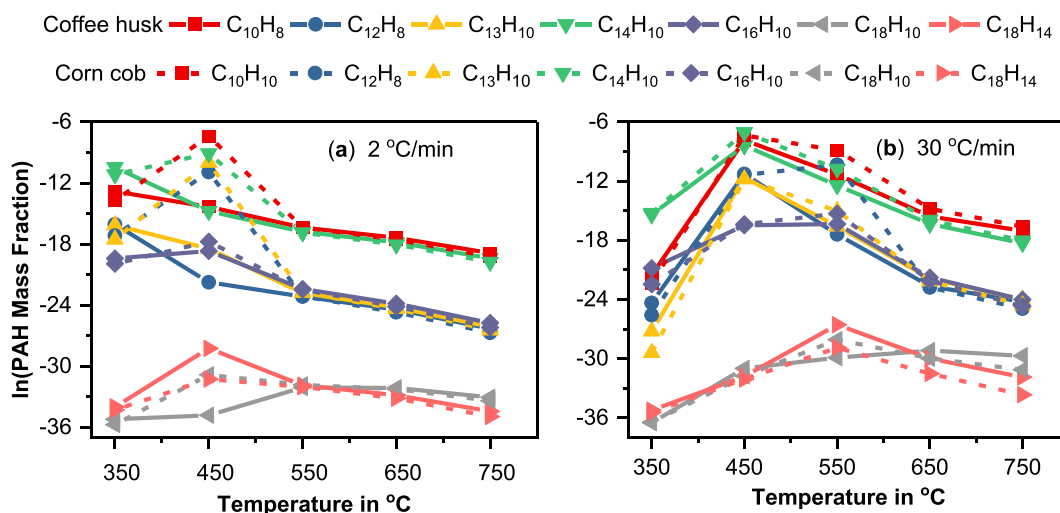 Coffee husk C₁₀H₈ C₁₂H₈ C₁₃H₁₀ C₁₄H₁₀ C₁₆H₁₀ C₁₈H₁₀ C₁₈H₁₄
Corn cob C₁₀H₁₀ C₁₂H₈ C₁₃H₁₀ C₁₄H₁₀ C₁₆H₁₀ C₁₈H₁₀ C₁₈H₁₄
ln(PAH Mass Fraction)
-6
-12
-18
-24
-30
-36
(a) 2 °C/min
350 450 550 650 750
Temperature in °C
-6
-12
-18
-24
-30
-36
(b) 30 °C/min
350 450 550 650 750
Temperature in °C